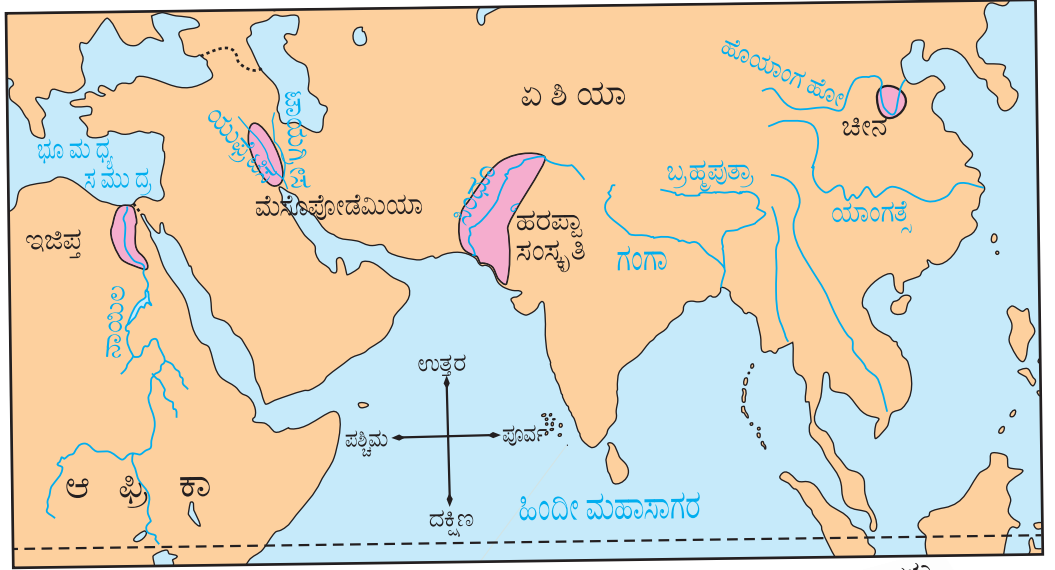 ಹೊಯಾಂಗ ಹೋ
ಏ ಶಿ ಯಾ
ಚೀನ
ಭೂ ಮ ಧ್ಯ
ಸ ಮು ದ್ರ
ಬ್ರಹ್ಮಪುತ್ರಾ
ಮೆಸೊಪೊಡೆಮಿಯಾ
ಯಾಂಗತ್ಸೆ
ಇಜಿಪ್ತ
ಹರಪ್ಪಾ
ಸಂಸ್ಕೃತಿ
ಗಂಗಾ
ನಾಯಿಲ
ಉತ್ತರ
ಪಶ್ಚಿಮ
ಪೂರ್ವ
ಆ ಫ್ರಿ ಕಾ
ದಕ್ಷಿಣ
ಹಿಂದೀ ಮಹಾಸಾಗರ